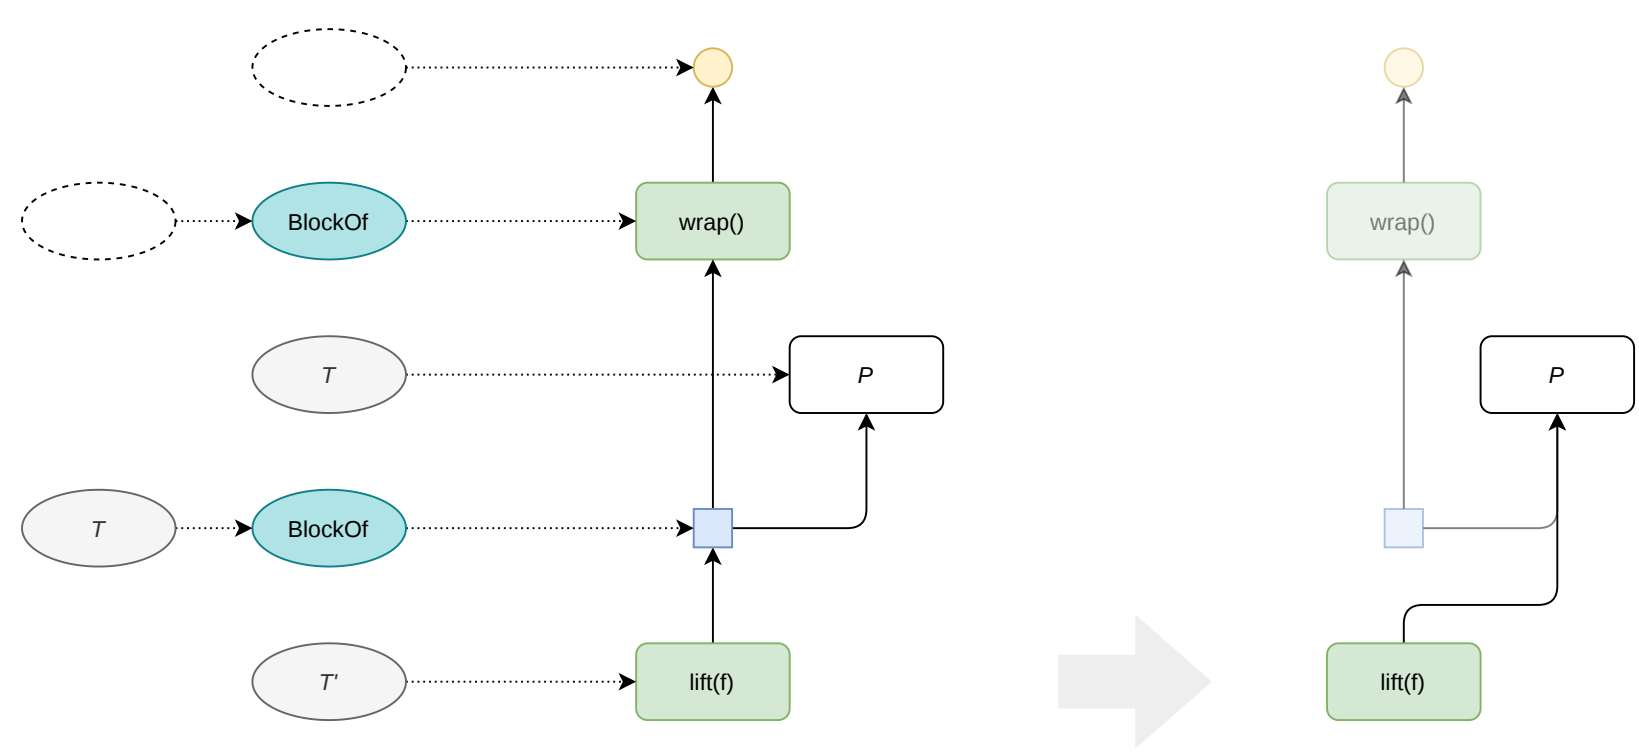 BlockOf
wrap()
wrap()
T
P
P
T
BlockOf
T'
lift(f)
lift(f)